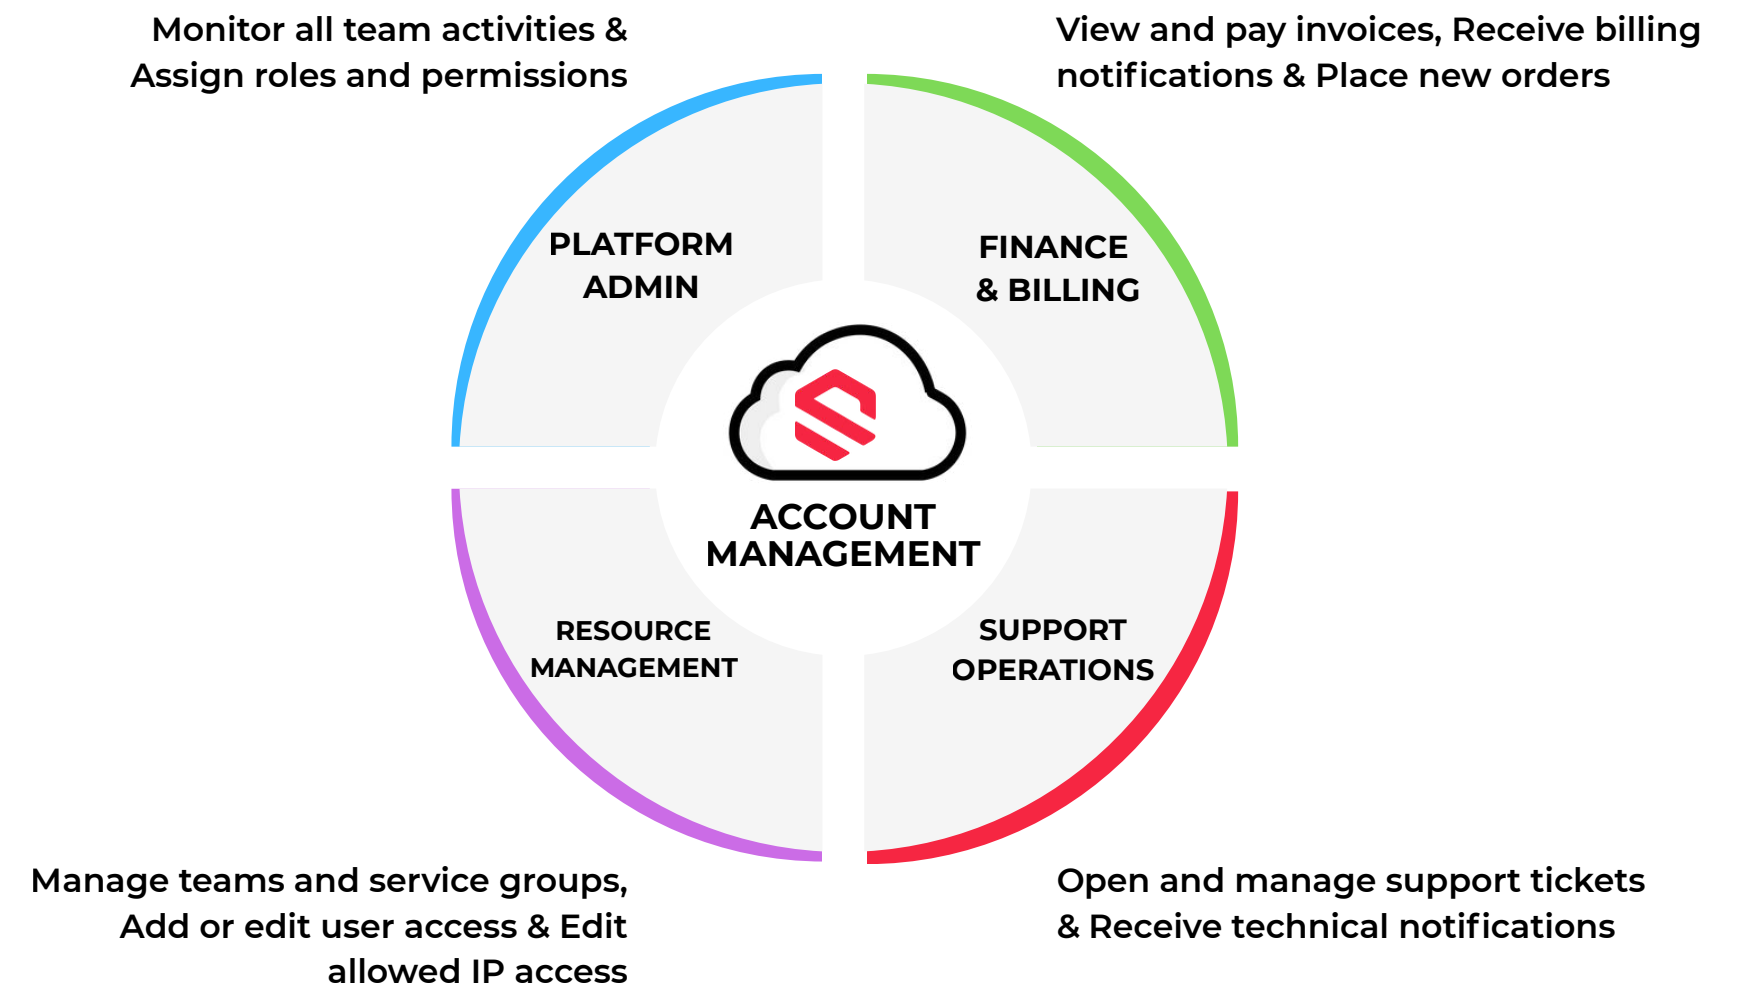 Monitor all team activities &
Assign roles and permissions
View and pay invoices, Receive billing
notifications & Place new orders
PLATFORM
ADMIN
FINANCE
& BILLING
ACCOUNT
MANAGEMENT
RESOURCE
MANAGEMENT
SUPPORT
OPERATIONS
Manage teams and service groups,
Add or edit user access & Edit
allowed IP access
Open and manage support tickets
& Receive technical notifications